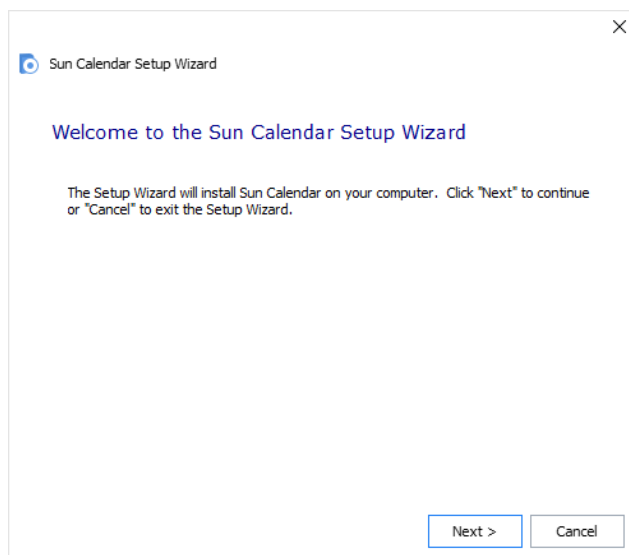 Sun Calendar Setup Wizard
Welcome to the Sun Calendar Setup Wizard
The Setup Wizard will install Sun Calendar on your computer.  Click "Next" to continue
or "Cancel" to exit the Setup Wizard.
Next >
Cancel